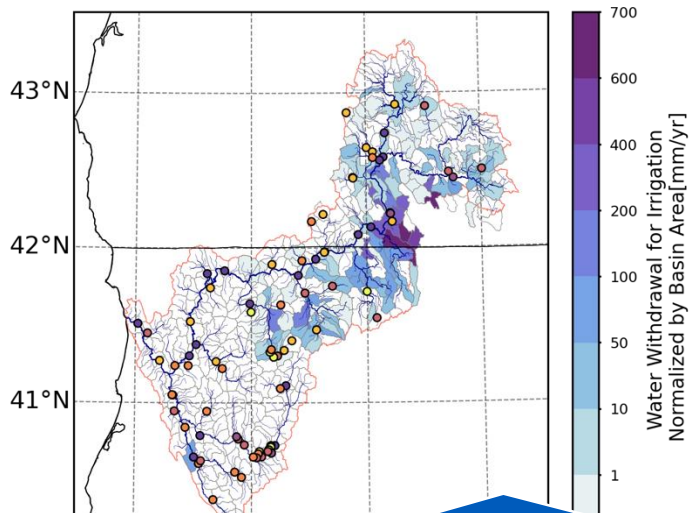 43°N
42°N
41°N
700
600
400
200
100
50
10
1
Water Withdrawal for Irrigation
Normalized by Basin Area[mm/yr]